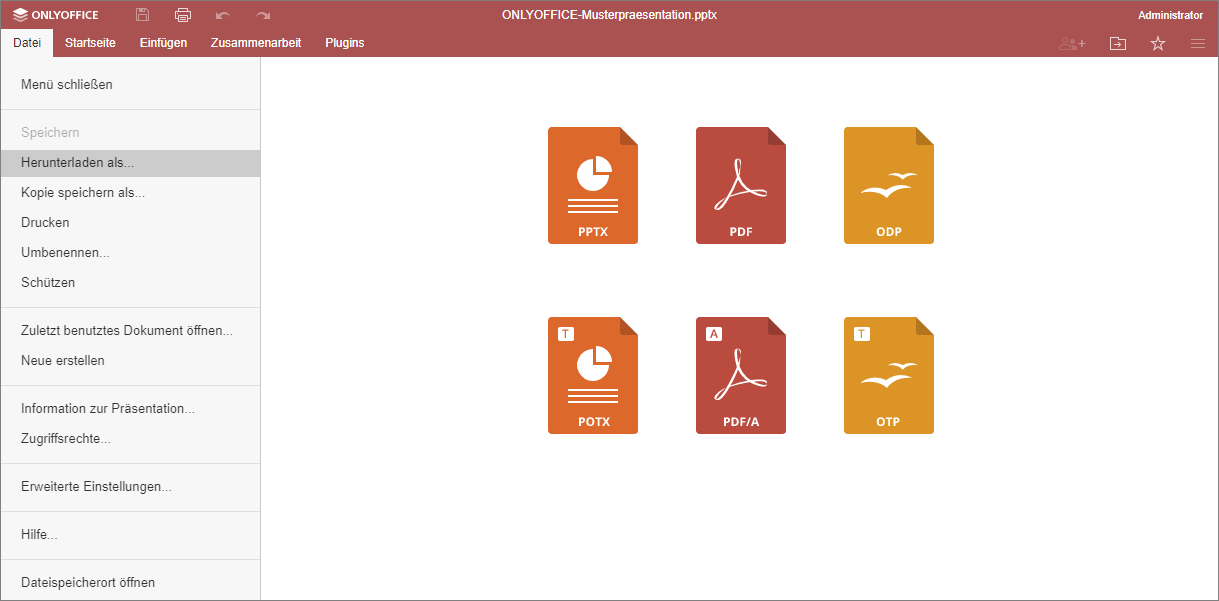 ONLYOFFICE
ONLYOFFICE-Musterpraesentation.pptx
Administrator
Datei
Startseite
Einfügen
Zusammenarbeit
Plugins
Menü schließen
Speichern
Herunterladen als...
Kopie speichern als...
Drucken
Umbenennen...
Schützen
Zuletzt benutztes Dokument öffnen...
Neue erstellen
Information zur Präsentation...
Zugriffsrechte...
Erweiterte Einstellungen...
Hilfe...
Dateispeicherort öffnen
PPTX
PDF
ODP
T
POTX
A
PDF/A
T
OTP